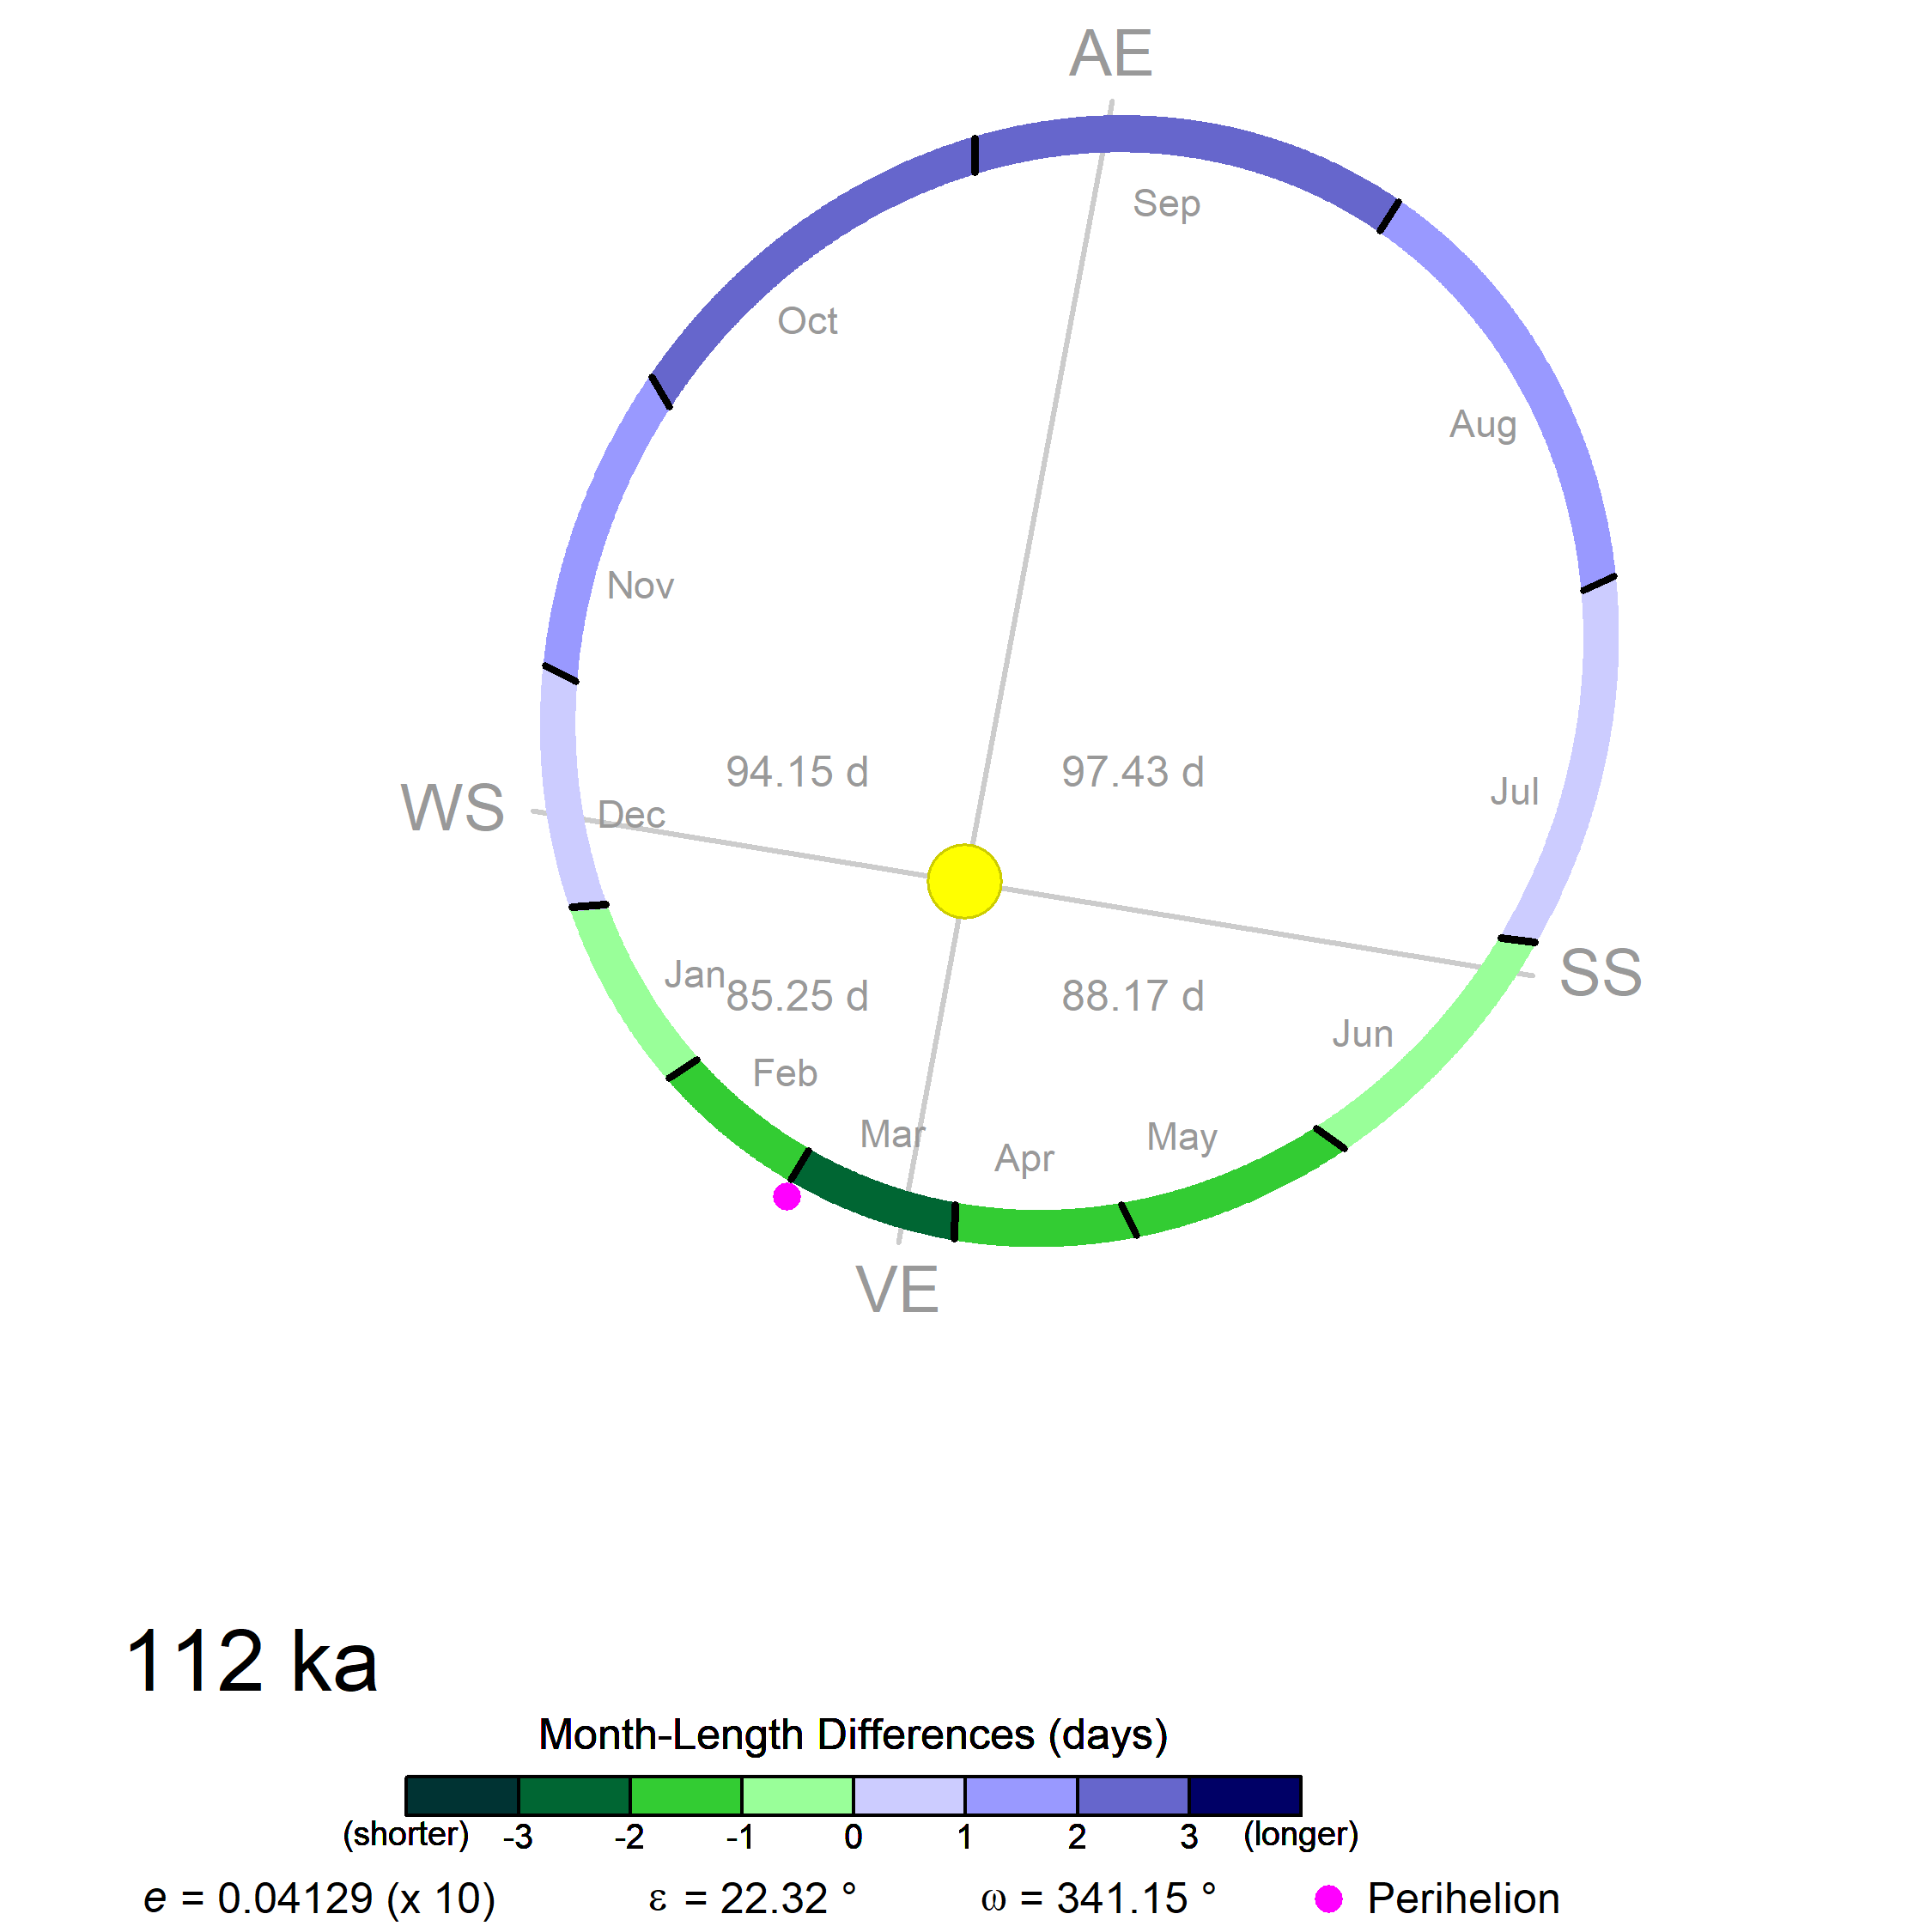 AE
Sep
Oct
Aug
Nov
94.15 d 97.43 d
Jul
WS
Dec
SS
Jan
85.25 d 88.17 d
Jun
Feb
Mar
May
Apr
VE
112 ka
Month-Length Differences (days)
(shorter) -3 -2 -1 0 1 2 3 (longer)
e = 0.04129 (x 10) ε = 22.32 ° ω = 341.15 ° Perihelion